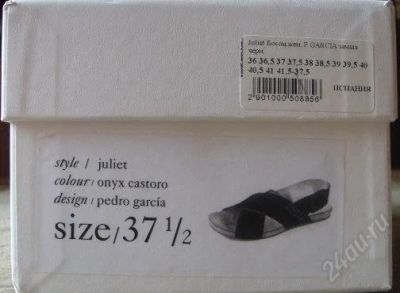 Juliet Босон.жен. P. GARCIA замша
черн.
36 36,5 37 37,5 38 38,5 39 39,5 40
40,5 41 41,5-37,5
ИСПАНИЯ
2901000508856
style / juliet
colour / onyx castoro
design / pedro garcía
size/37 1/2
24au.ru